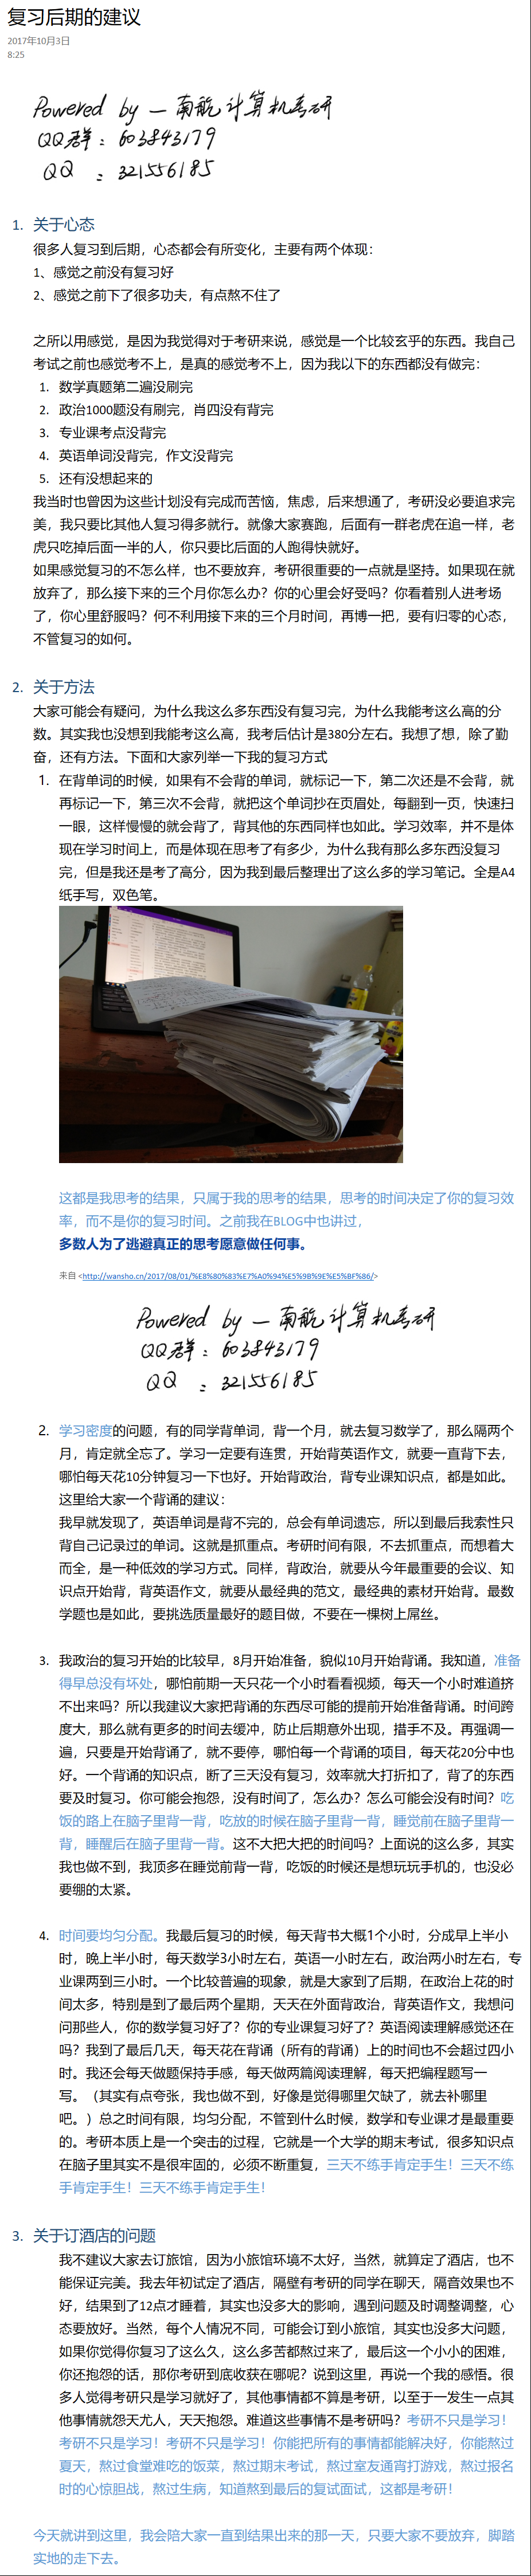 复习后期的建议
2017年10月3日
8:25
Powered by — 南航计算机考研
QQ群：603843179
QQ ：321556185
1. 关于心态
很多人复习到后期，心态都会有所变化，主要有两个体现：
1、感觉之前没有复习好
2、感觉之前下了很多功夫，有点熬不住了
之所以用感觉，是因为我觉得对于考研来说，感觉是一个比较玄乎的东西。我自己
考试之前也感觉考不上，是真的感觉考不上，因为我以下的东西都没有做完：
1. 数学真题第二遍没刷完
2. 政治1000题没有刷完，肖四没有背完
3. 专业课考点没背完
4. 英语单词没背完，作文没背完
5. 还有没想起来的
我当时也曾因为这些计划没有完成而苦恼，焦虑，后来想通了，考研没必要追求完
美，我只要比其他人复习得多就行。就像大家赛跑，后面有一群老虎在追一样，老
虎只吃掉后面一半的人，你只要比后面的人跑得快就好。
如果感觉复习的不怎么样，也不要放弃，考研很重要的一点就是坚持。如果现在就
放弃了，那么接下来的三个月你怎么办？你的心里会好受吗？你看着别人进考场
了，你心里舒服吗？何不利用接下来的三个月时间，再博一把，要有归零的心态，
不管复习的如何。
2. 关于方法
大家可能会有疑问，为什么我这么多东西没有复习完，为什么我能考这么高的分
数。其实我也没想到我能考这么高，我考后估计是380分左右。我想了想，除了勤
奋，还有方法。下面和大家列举一下我的复习方式
1. 在背单词的时候，如果有不会背的单词，就标记一下，第二次还是不会背，就
再标记一下，第三次不会背，就把这个单词抄在页眉处，每翻到一页，快速扫
一眼，这样慢慢的就会背了，背其他的东西同样也如此。学习效率，并不是体
现在学习时间上，而是体现在思考了有多少，为什么我有那么多东西没复习
完，但是我还是考了高分，因为我到最后整理出了这么多的学习笔记。全是A4
纸手写，双色笔。
这都是我思考的结果，只属于我的思考的结果，思考的时间决定了你的复习效
率，而不是你的复习时间。之前我在BLOG中也讲过，
多数人为了逃避真正的思考愿意做任何事。
来自 <http://wansho.cn/2017/08/01/%E8%80%83%E7%A0%94%E5%9B%9E%E5%BF%86/>
Powered by — 南航计算机考研
QQ群：603843179
QQ ：321556185
2. 学习密度的问题，有的同学背单词，背一个月，就去复习数学了，那么隔两个
月，肯定就全忘了。学习一定要有连贯，开始背英语作文，就要一直背下去，
哪怕每天花10分钟复习一下也好。开始背政治，背专业课知识点，都是如此。
这里给大家一个背诵的建议：
我早就发现了，英语单词是背不完的，总会有单词遗忘，所以到最后我索性只
背自己记录过的单词。这就是抓重点。考研时间有限，不去抓重点，而想着大
而全，是一种低效的学习方式。同样，背政治，就要从今年最重要的会议、知
识点开始背，背英语作文，就要从最经典的范文，最经典的素材开始背。最数
学题也是如此，要挑选质量最好的题目做，不要在一棵树上屌丝。
3. 我政治的复习开始的比较早，8月开始准备，貌似10月开始背诵。我知道，准备
得早总没有坏处，哪怕前期一天只花一个小时看看视频，每天一个小时难道挤
不出来吗？所以我建议大家把背诵的东西尽可能的提前开始准备背诵。时间跨
度大，那么就有更多的时间去缓冲，防止后期意外出现，措手不及。再强调一
遍，只要是开始背诵了，就不要停，哪怕每一个背诵的项目，每天花20分中也
好。一个背诵的知识点，断了三天没有复习，效率就大打折扣了，背了的东西
要及时复习。你可能会抱怨，没有时间了，怎么办？怎么可能会没有时间？吃
饭的路上在脑子里背一背，吃放的时候在脑子里背一背，睡觉前在脑子里背一
背，睡醒后在脑子里背一背。这不大把大把的时间吗？上面说的这么多，其实
我也做不到，我顶多在睡觉前背一背，吃饭的时候还是想玩玩手机的，也没必
要绷的太紧。
4. 时间要均匀分配。我最后复习的时候，每天背书大概1个小时，分成早上半小
时，晚上半小时，每天数学3小时左右，英语一小时左右，政治两小时左右，专
业课两到三小时。一个比较普遍的现象，就是大家到了后期，在政治上花的时
间太多，特别是到了最后两个星期，天天在外面背政治，背英语作文，我想问
问那些人，你的数学复习好了？你的专业课复习好了？英语阅读理解感觉还在
吗？我到了最后几天，每天花在背诵（所有的背诵）上的时间也不会超过四小
时。我还会每天做题保持手感，每天做两篇阅读理解，每天把编程题写一
写。（其实有点夸张，我也做不到，好像是觉得哪里欠缺了，就去补哪里
吧。）总之时间有限，均匀分配，不管到什么时候，数学和专业课才是最重要
的。考研本质上是一个突击的过程，它就是一个大学的期末考试，很多知识点
在脑子里其实不是很牢固的，必须不断重复，三天不练手肯定手生！三天不练
手肯定手生！三天不练手肯定手生！
3. 关于订酒店的问题
我不建议大家去订旅馆，因为小旅馆环境不太好，当然，就算定了酒店，也不
能保证完美。我去年初试定了酒店，隔壁有考研的同学在聊天，隔音效果也不
好，结果到了12点才睡着，其实也没多大的影响，遇到问题及时调整调整，心
态要放好。当然，每个人情况不同，可能会订到小旅馆，其实也没多大问题，
如果你觉得你复习了这么久，这么多苦都熬过来了，最后这一个小小的困难，
你还抱怨的话，那你考研到底收获在哪呢？说到这里，再说一个我的感悟。很
多人觉得考研只是学习就好了，其他事情都不算是考研，以至于一发生一点其
他事情就怨天尤人，天天抱怨。难道这些事情不是考研吗？考研不只是学习！
考研不只是学习！考研不只是学习！你能把所有的事情都能解决好，你能熬过
夏天，熬过食堂难吃的饭菜，熬过期末考试，熬过室友通宵打游戏，熬过报名
时的心惊胆战，熬过生病，知道熬到最后的复试面试，这都是考研！
今天就讲到这里，我会陪大家一直到结果出来的那一天，只要大家不要放弃，脚踏
实地的走下去。